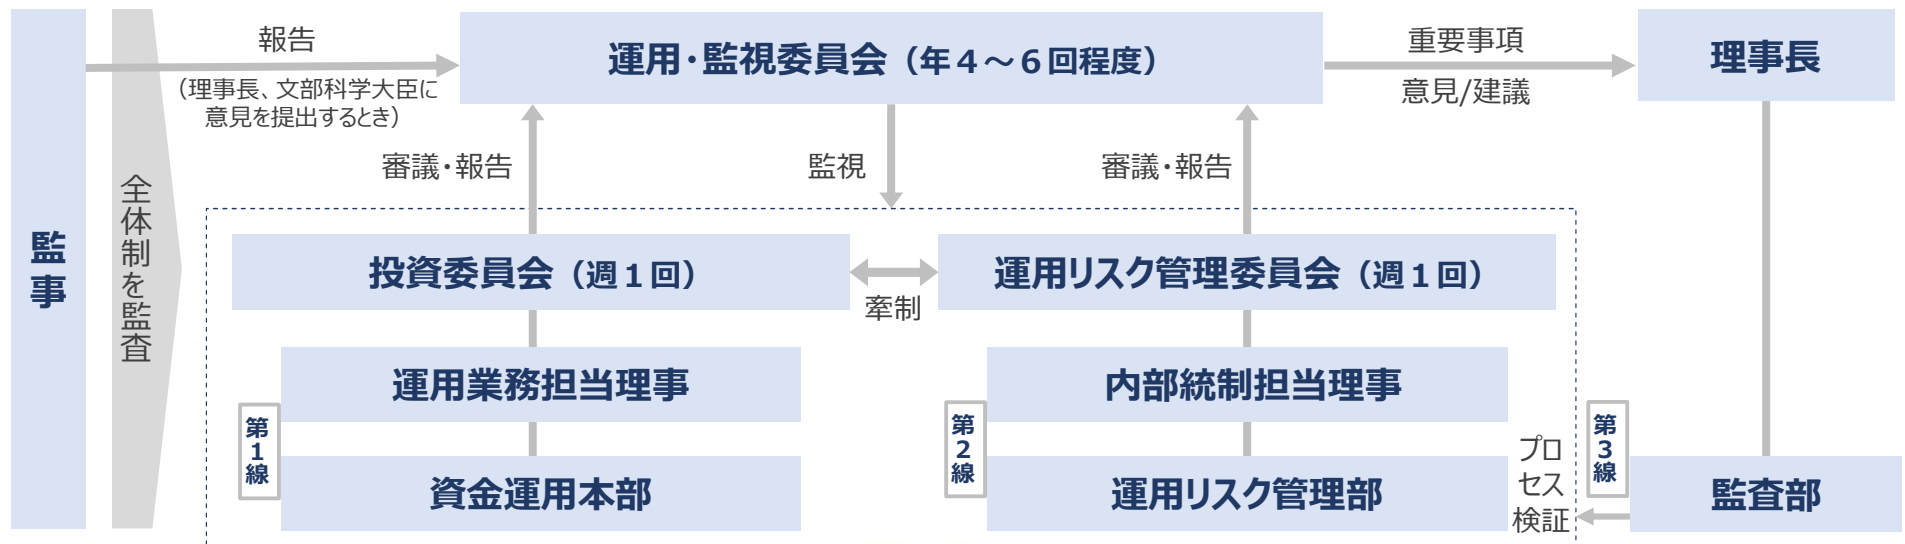 監事
全体制を監査
報告
（理事長、文部科学大臣に
意見を提出するとき）
運用・監視委員会（年４～６回程度）
重要事項
意見/建議
理事長
審議・報告
監視
審議・報告
投資委員会（週１回）
牽制
運用リスク管理委員会（週１回）
運用業務担当理事
内部統制担当理事
第1線
資金運用本部
第2線
運用リスク管理部
プロ
セス
検証
第3線
監査部